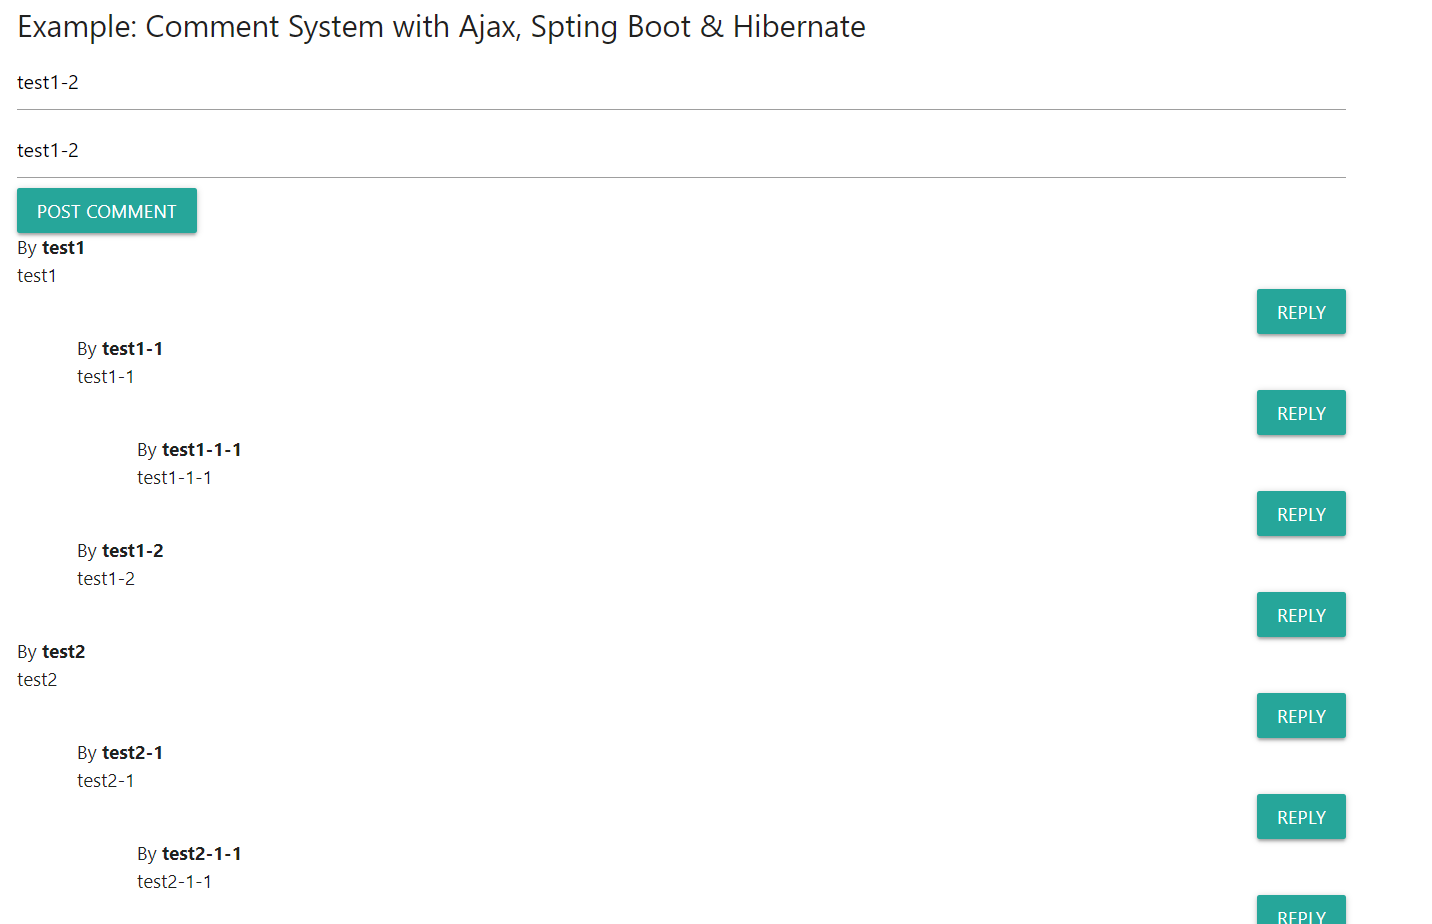 Example: Comment System with Ajax, Spting Boot & Hibernate
test1-2
test1-2
POST COMMENT
By test1
test1
REPLY
By test1-1
test1-1
REPLY
By test1-1-1
test1-1-1
REPLY
By test1-2
test1-2
REPLY
By test2
test2
REPLY
By test2-1
test2-1
REPLY
By test2-1-1
test2-1-1
REPLY